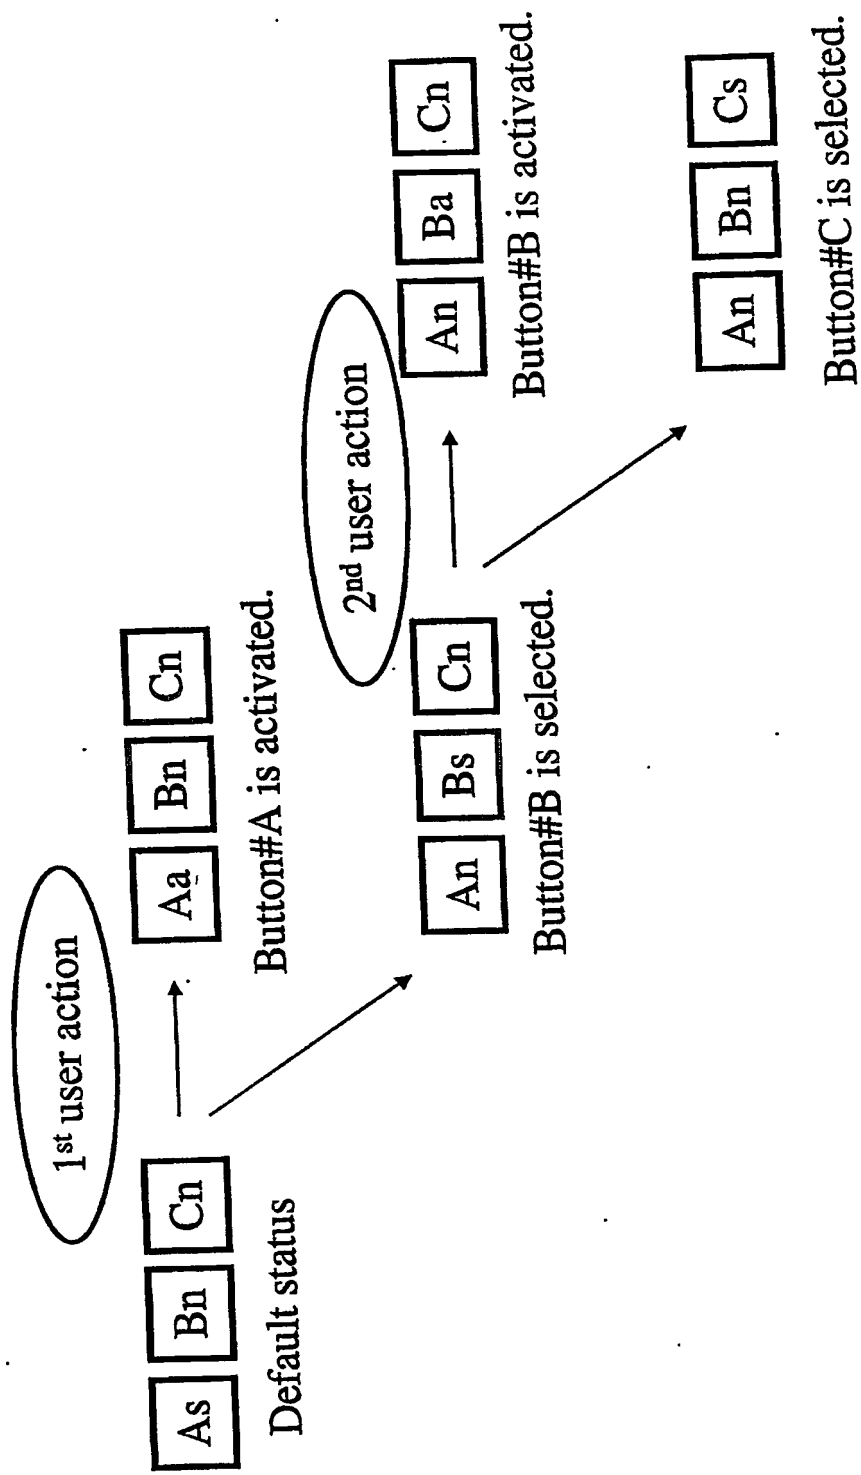 1st user action
As Bn Cn
Default status
Aa Bn Cn
Button#A is activated.
An Bs Cn
Button#B is selected.
2nd user action
An Ba Cn
Button#B is activated.
An Bn Cs
Button#C is selected.